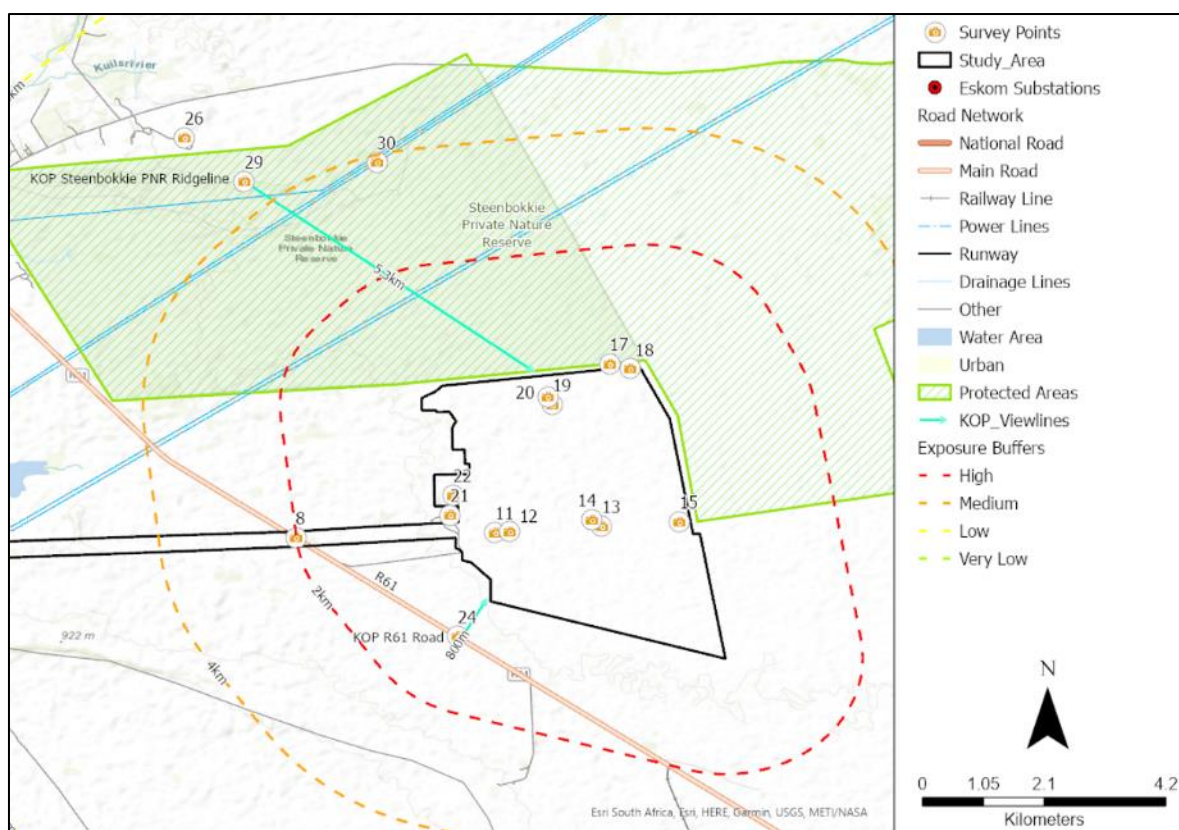 Kuilsrivier
km
26
30
29
KOP Steenbokkie PNR Ridgeline
Steenbokkie
Private Nature
Reserve
Steenbokkie
Private Nature
Reserve
5.3km
17
18
20
19
22
21
14
13
15
11
12
8
R61
2km
24
KOP R61 Road
800m
922 m
4km
Esri South Africa, Esri, HERE, Garmin, USGS, METI/NASA
Survey Points
Study_Area
Eskom Substations
Road Network
National Road
Main Road
Railway Line
Power Lines
Runway
Drainage Lines
Other
Water Area
Urban
Protected Areas
KOP_Viewlines
Exposure Buffers
High
Medium
Low
Very Low
N
0 1.05 2.1 4.2
Kilometers